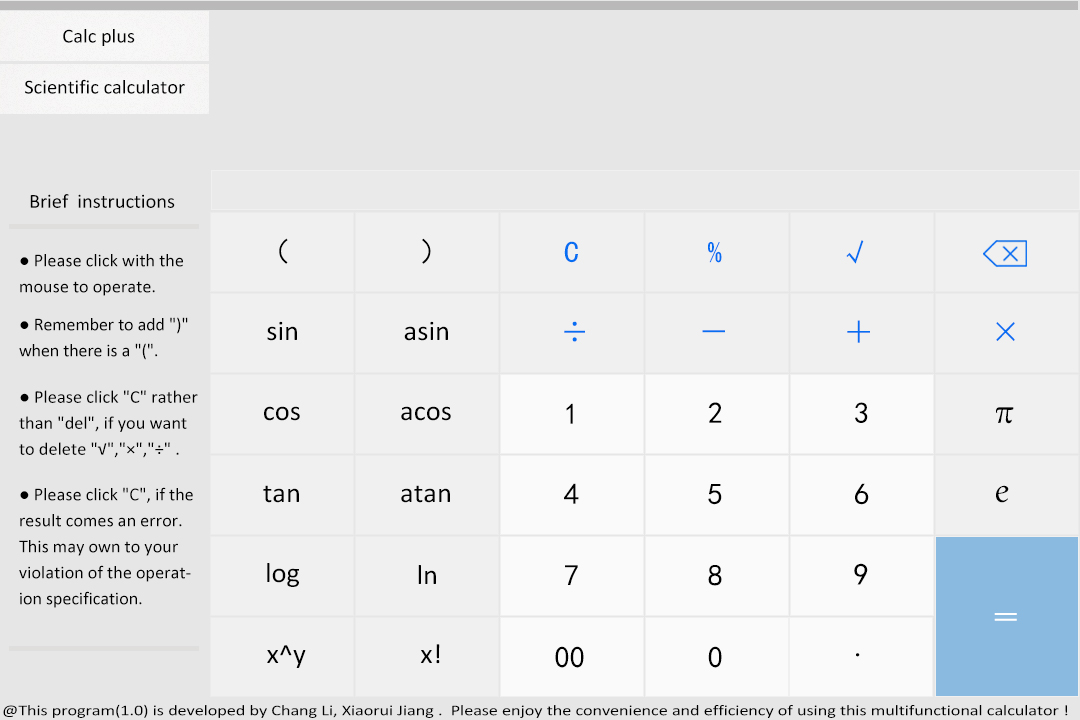 Calc plus
Scientific calculator
Brief  instructions
● Please click with the
mouse to operate.
● Remember to add ")"
when there is a "(".
● Please click "C" rather
than "del", if you want
to delete "√","×","÷" .
● Please click "C", if the
result comes an error.
This may own to your
violation of the operat-
ion specification.
( ) C % √
sin asin ÷ − + ×
cos acos 1 2 3 π
tan atan 4 5 6 e
log ln 7 8 9 =
x^y x! 00 0 .
@This program(1.0) is developed by Chang Li, Xiaorui Jiang .  Please enjoy the convenience and efficiency of using this multifunctional calculator !